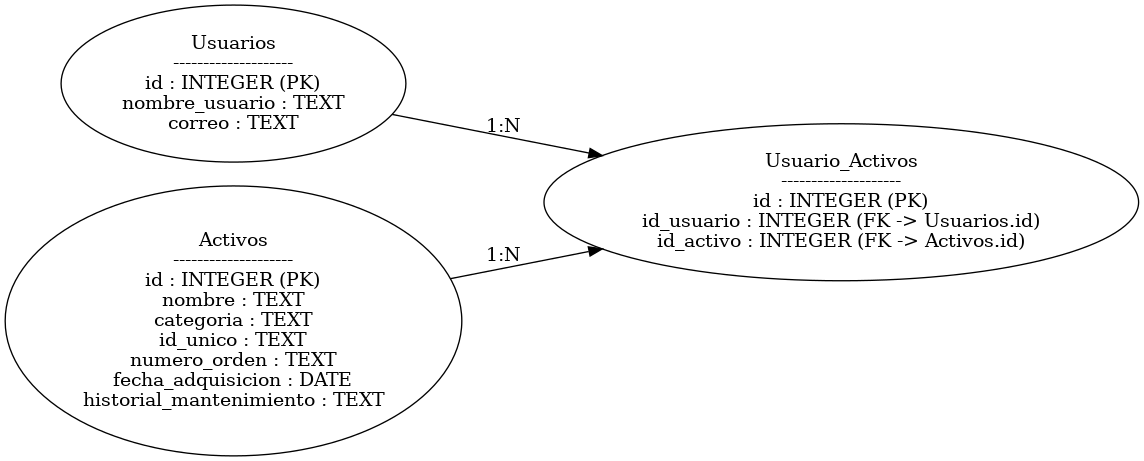 Usuarios
--------------------
id : INTEGER (PK)
nombre_usuario : TEXT
correo : TEXT
1:N
Activos
--------------------
id : INTEGER (PK)
nombre : TEXT
categoria : TEXT
id_unico : TEXT
numero_orden : TEXT
fecha_adquisicion : DATE
historial_mantenimiento : TEXT
1:N
Usuario_Activos
--------------------
id : INTEGER (PK)
id_usuario : INTEGER (FK -> Usuarios.id)
id_activo : INTEGER (FK -> Activos.id)